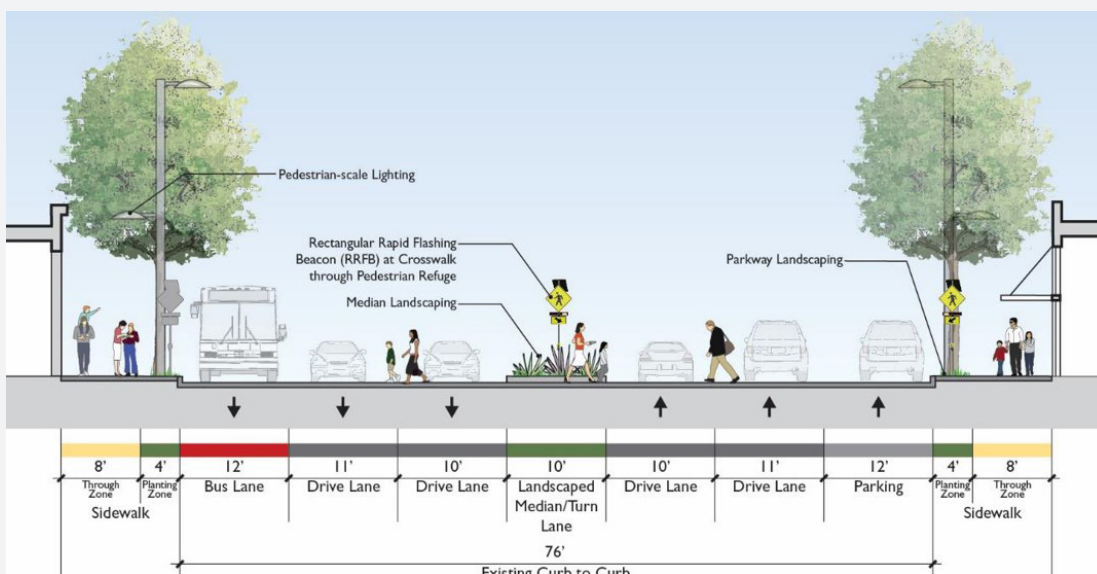 Pedestrian-scale Lighting
Rectangular Rapid Flashing
Beacon (RRFB) at Crosswalk
through Pedestrian Refuge
Median Landscaping
Parkway Landscaping
8' 4' 12' 11' 10' 10' 10' 11' 12' 4' 8'
Through
Zone
Planting
Zone
Sidewalk
Bus Lane
Drive Lane
Drive Lane
Landscaped
Median/Turn
Lane
Drive Lane
Drive Lane
Parking
Planting
Zone
Through
Zone
Sidewalk
76'
Existing Curb to Curb